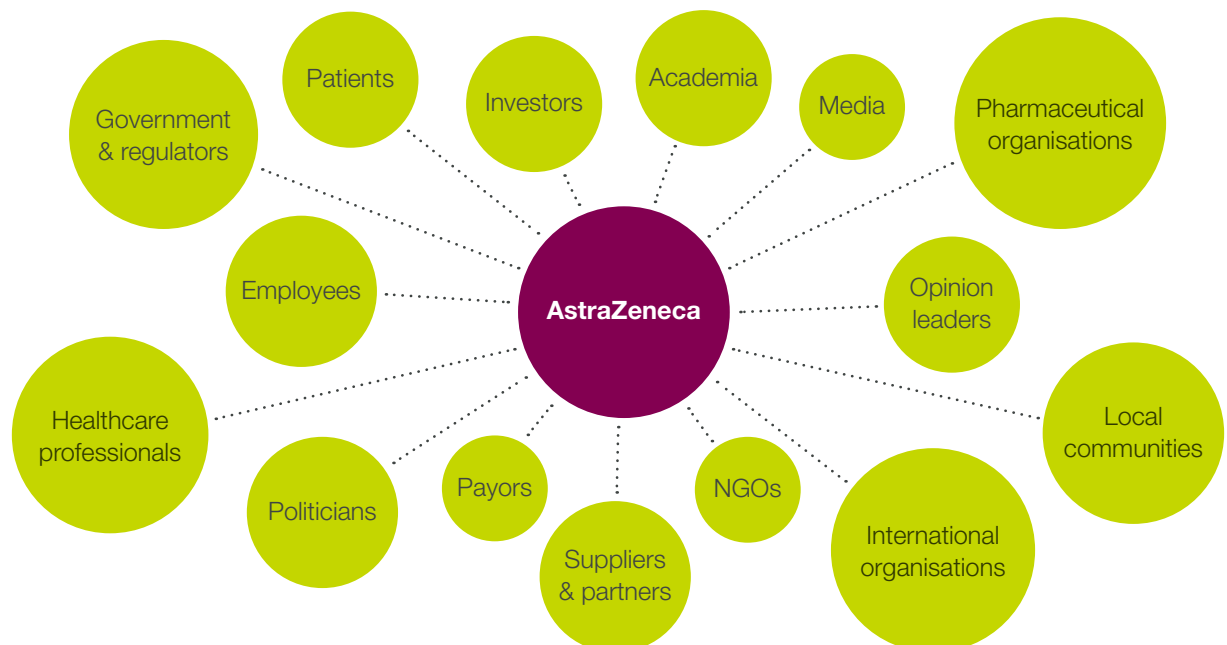 Patients
Investors
Academia
Media
Pharmaceutical
organisations
Government
& regulators
Employees
AstraZeneca
Opinion
leaders
Healthcare
professionals
Politicians
Payors
Suppliers
& partners
NGOs
International
organisations
Local
communities